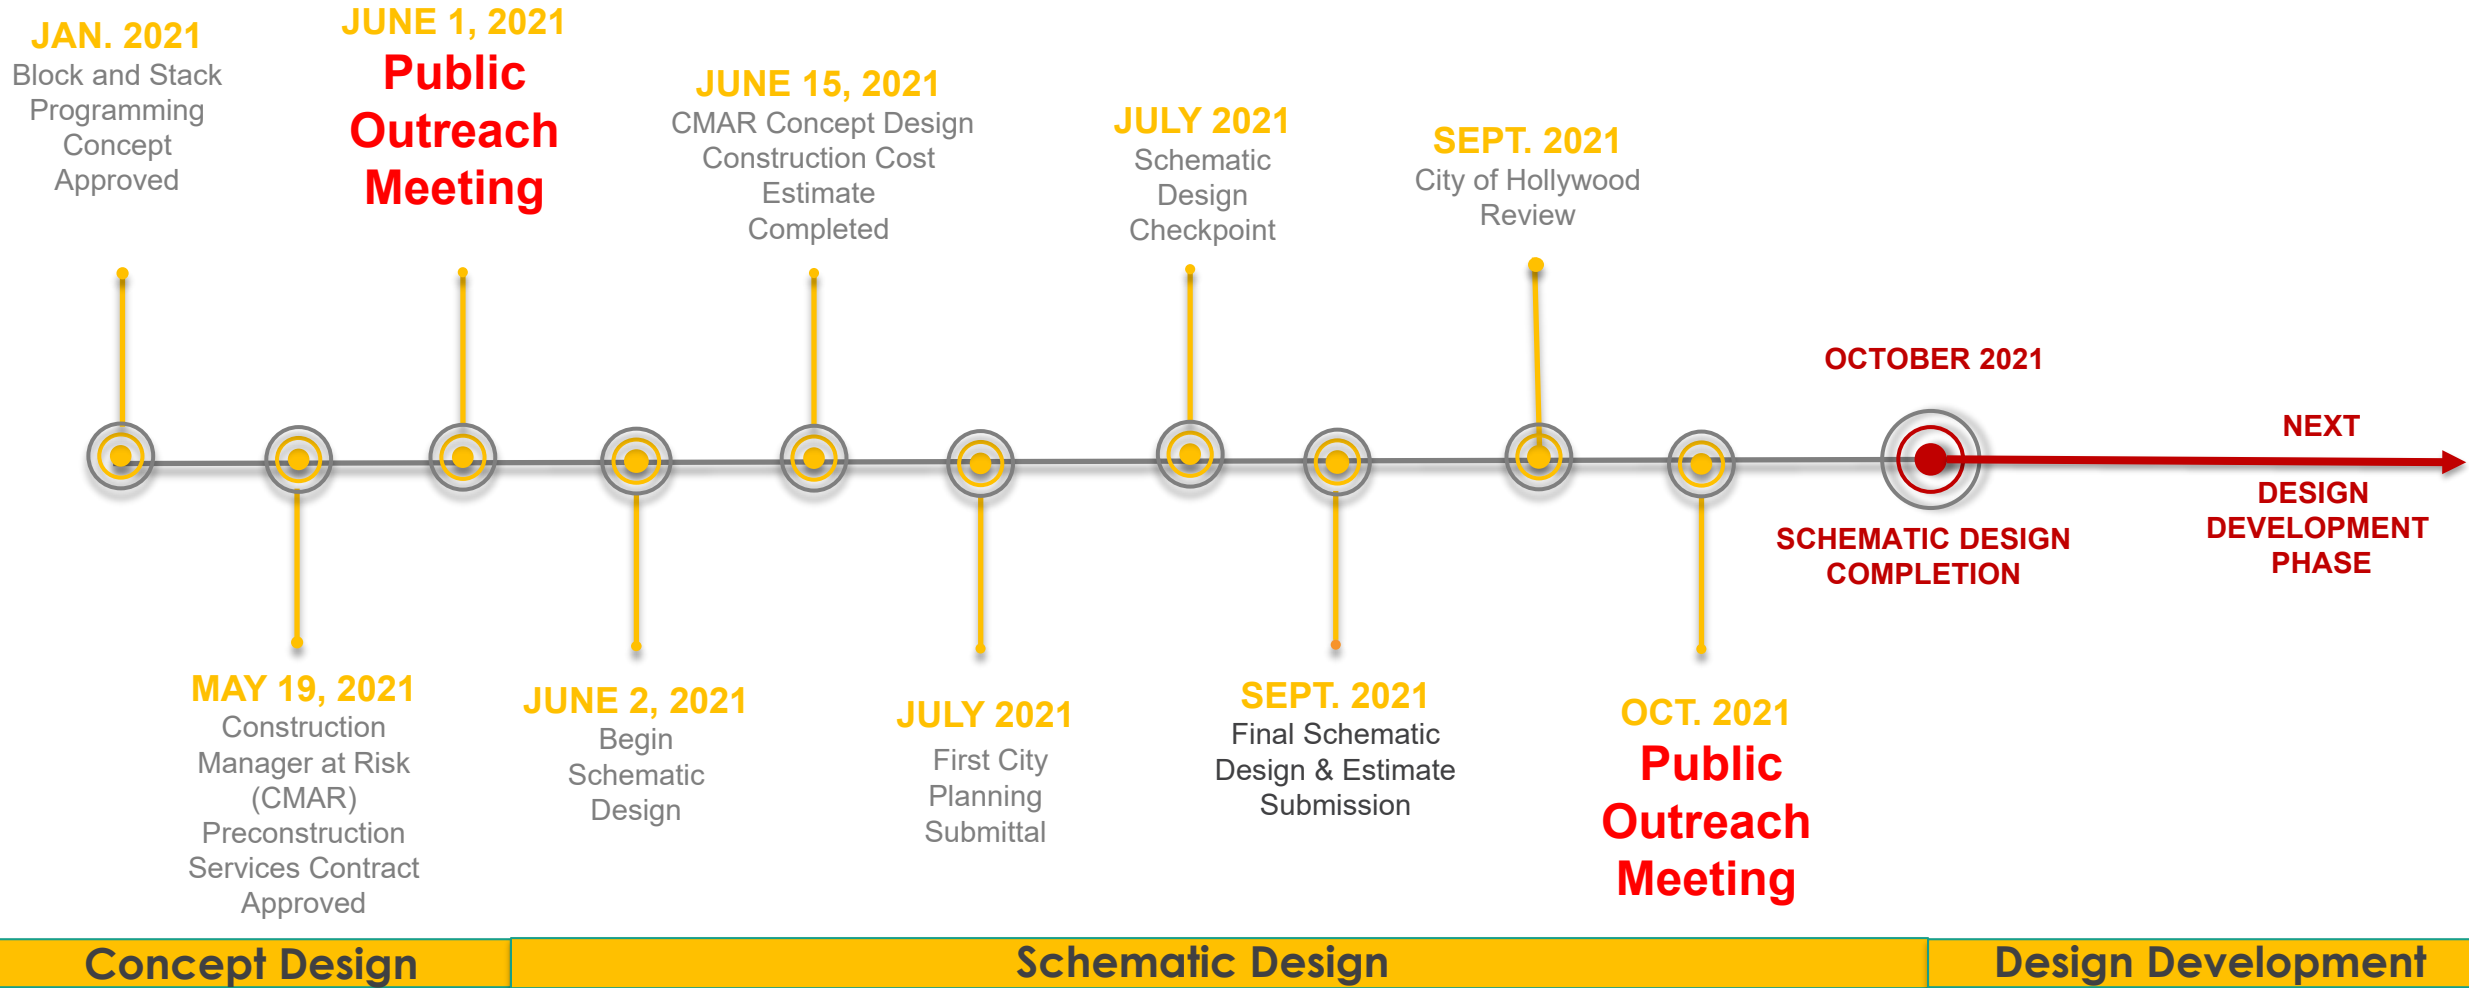 JAN. 2021
Block and Stack
Programming
Concept
Approved
JUNE 1, 2021
Public
Outreach
Meeting
JUNE 15, 2021
CMAR Concept Design
Construction Cost
Estimate
Completed
JULY 2021
Schematic
Design
Checkpoint
SEPT. 2021
City of Hollywood
Review
OCTOBER 2021
SCHEMATIC DESIGN
COMPLETION
NEXT
DESIGN
DEVELOPMENT
PHASE
MAY 19, 2021
Construction
Manager at Risk
(CMAR)
Preconstruction
Services Contract
Approved
JUNE 2, 2021
Begin
Schematic
Design
JULY 2021
First City
Planning
Submittal
SEPT. 2021
Final Schematic
Design & Estimate
Submission
OCT. 2021
Public
Outreach
Meeting
Concept Design
Schematic Design
Design Development